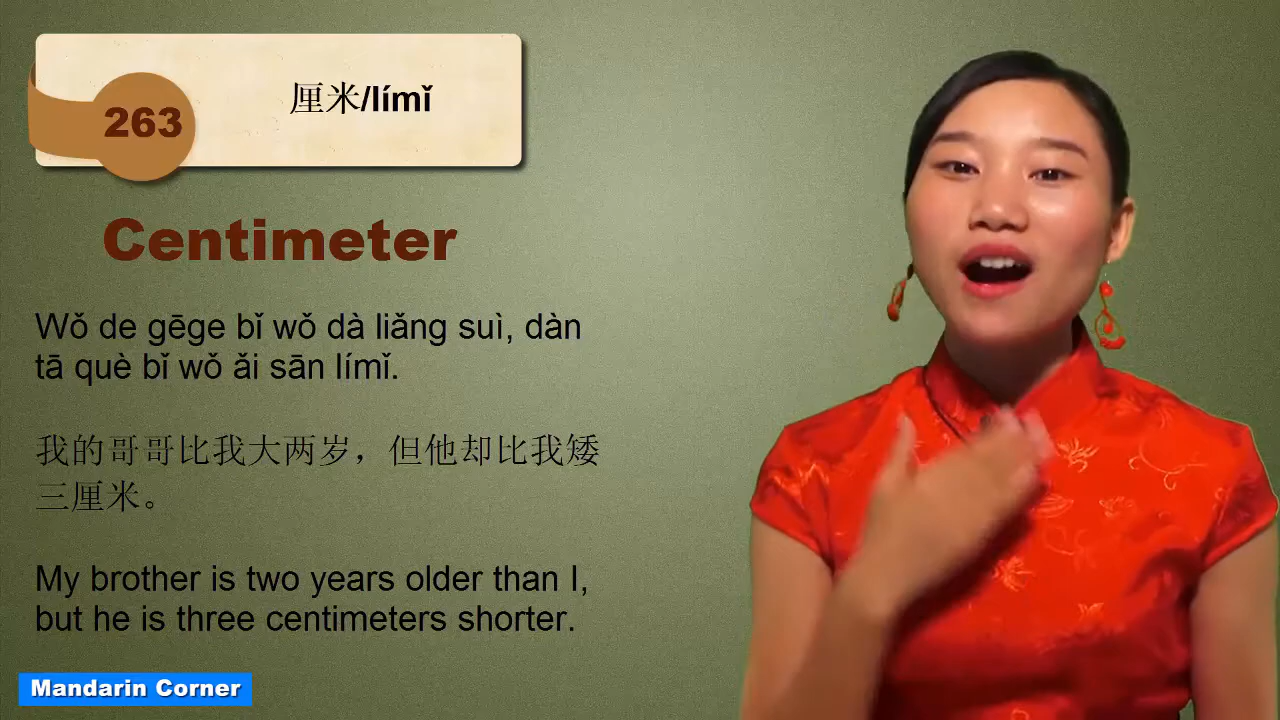 263
厘米/límǐ
Centimeter
Wǒ de gēge bǐ wǒ dà liǎng suì, dàn
tā què bǐ wǒ ǎi sān límǐ.
我的哥哥比我大两岁，但他却比我矮
三厘米。
My brother is two years older than I,
but he is three centimeters shorter.
Mandarin Corner